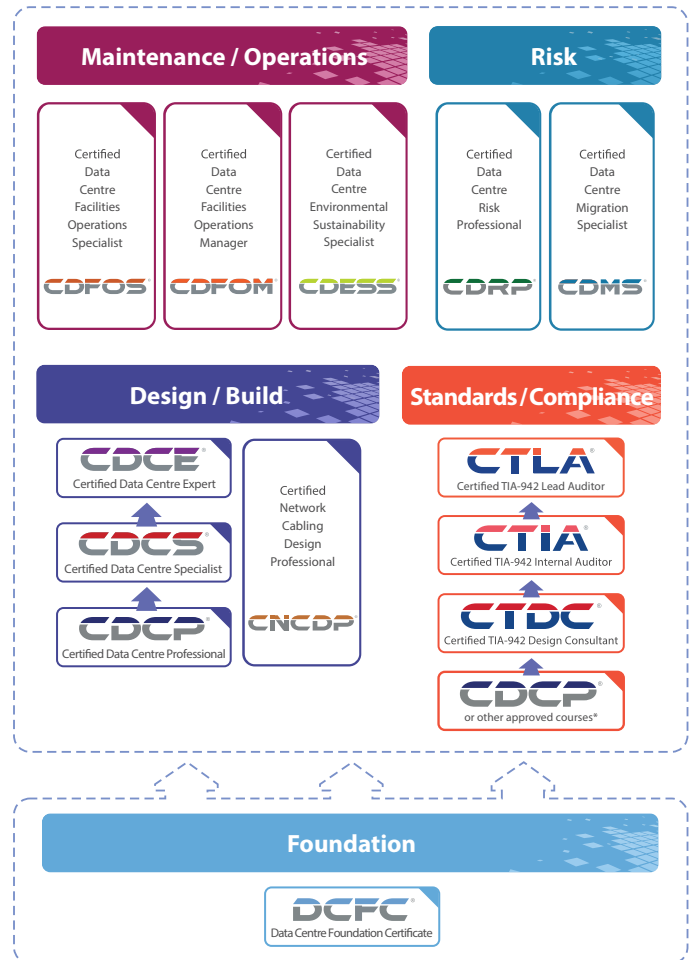 Maintenance / Operations
Certified
Data
Centre
Facilities
Operations
Specialist
CDFOS®
Certified
Data
Centre
Facilities
Operations
Manager
CDFOM®
Certified
Data
Centre
Environmental
Sustainability
Specialist
CDESS®
Risk
Certified
Data
Centre
Risk
Professional
CDRP®
Certified
Data
Centre
Migration
Specialist
CDMS®
Design / Build
CDCE®
Certified Data Centre Expert
CDCS®
Certified Data Centre Specialist
CDCP®
Certified Data Centre Professional
Certified
Network
Cabling
Design
Professional
CNCDP®
Standards/Compliance
CTLA®
Certified TIA-942 Lead Auditor
CTIA®
Certified TIA-942 Internal Auditor
CTDC®
Certified TIA-942 Design Consultant
CDCP®
or other approved courses*
Foundation
DCFC®
Data Centre Foundation Certificate